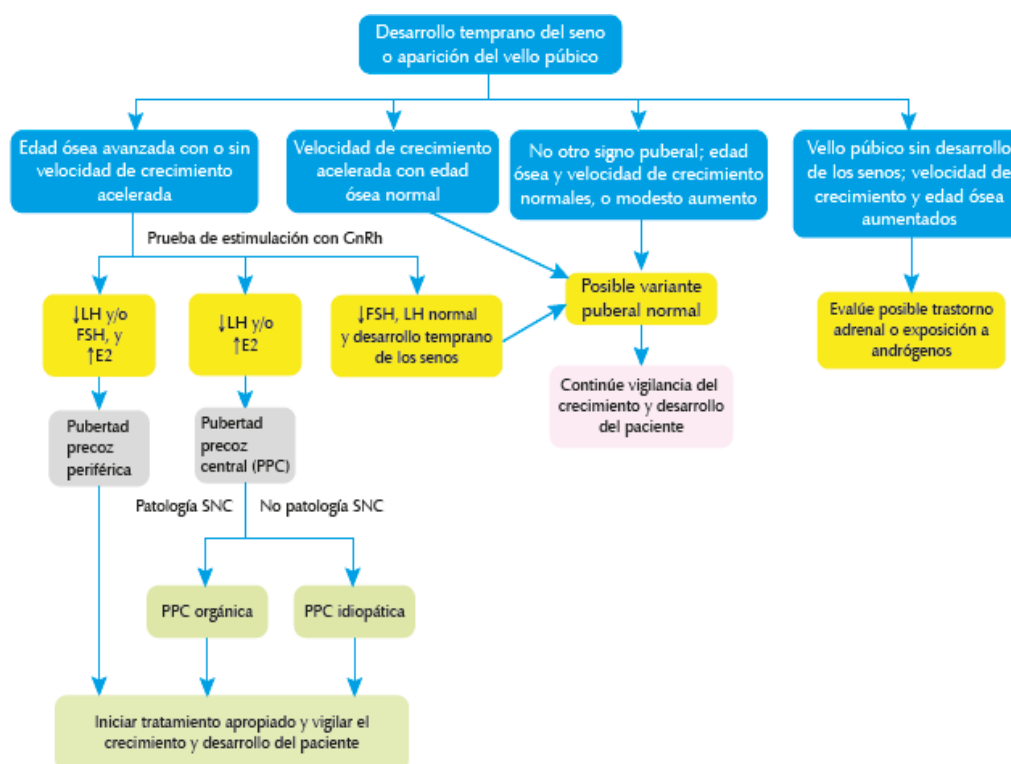 Desarrollo temprano del seno
o aparición del vello púbico
Edad ósea avanzada con o sin
velocidad de crecimiento
acelerada
Velocidad de crecimiento
acelerada con edad
ósea normal
No otro signo puberal; edad
ósea y velocidad de crecimiento
normales, o modesto aumento
Vello púbico sin desarrollo
de los senos; velocidad de
crecimiento y edad ósea
aumentados
Prueba de estimulación con GnRh
↓LH y/o
FSH, y
↑E2
↓LH y/o
↑E2
↓FSH, LH normal
y desarrollo temprano
de los senos
Posible variante
puberal normal
Evalúe posible trastorno
adrenal o exposición a
andrógenos
Continúe vigilancia del
crecimiento y desarrollo
del paciente
Pubertad
precoz
periférica
Pubertad
precoz
central (PPC)
Patología SNC
No patología SNC
PPC orgánica
PPC idiopática
Iniciar tratamiento apropiado y vigilar el
crecimiento y desarrollo del paciente